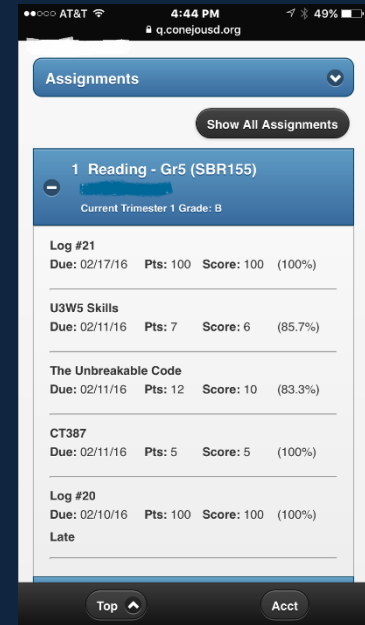 AT&T 4:44 PM 49%
q.conejousd.org
Assignments
Show All Assignments
1 Reading - Gr5 (SBR155)
Current Trimester 1 Grade: B
Log #21
Due: 02/17/16 Pts: 100 Score: 100 (100%)
U3W5 Skills
Due: 02/11/16 Pts: 7 Score: 6 (85.7%)
The Unbreakable Code
Due: 02/11/16 Pts: 12 Score: 10 (83.3%)
CT387
Due: 02/11/16 Pts: 5 Score: 5 (100%)
Log #20
Due: 02/10/16 Pts: 100 Score: 100 (100%)
Late
Top Acct